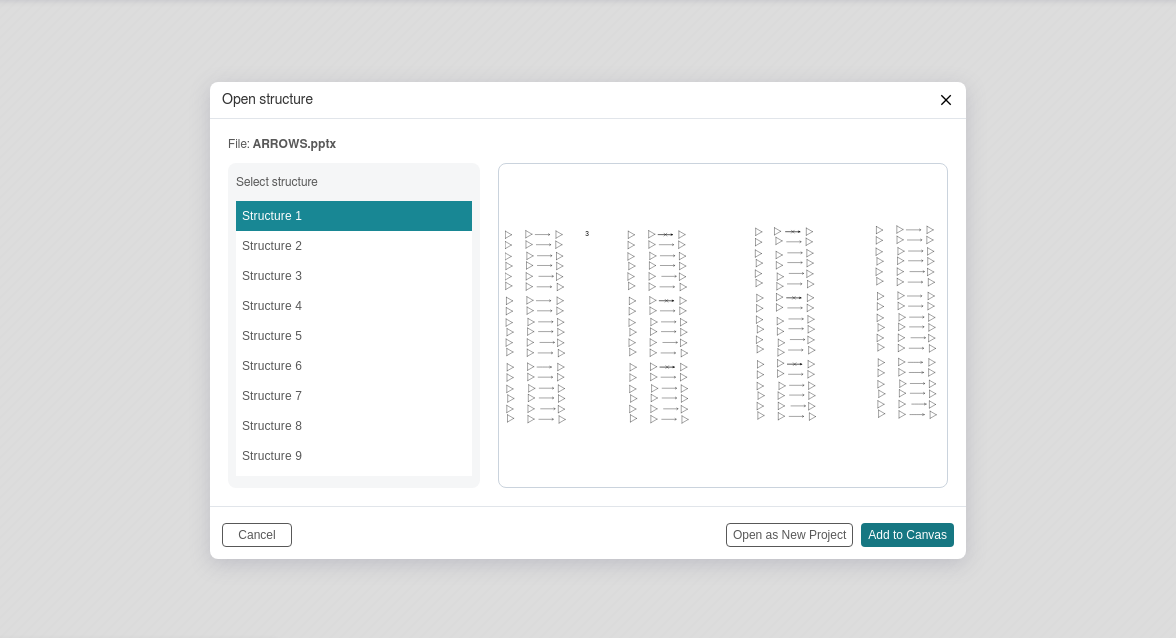 Open structure
File: ARROWS.pptx
Select structure
Structure 1
Structure 2
Structure 3
Structure 4
Structure 5
Structure 6
Structure 7
Structure 8
Structure 9
3
Cancel
Open as New Project
Add to Canvas